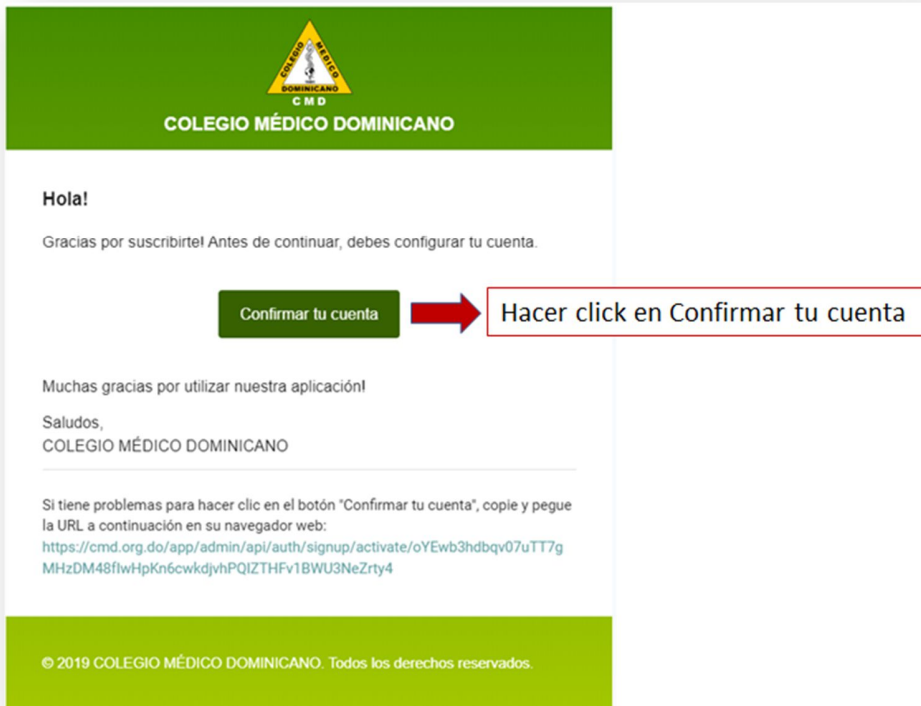 COLEGIO MEDICO
DOMINICANO
CMD
COLEGIO MÉDICO DOMINICANO
Hola!
Gracias por suscribirte! Antes de continuar, debes configurar tu cuenta.
Confirmar tu cuenta
Hacer click en Confirmar tu cuenta
Muchas gracias por utilizar nuestra aplicación!
Saludos,
COLEGIO MÉDICO DOMINICANO
Si tiene problemas para hacer clic en el botón "Confirmar tu cuenta", copie y pegue
la URL a continuación en su navegador web:
https://cmd.org.do/app/admin/api/auth/signup/activate/oYEwb3hdbqv07uTT7g
MHzDM48fIwHpKn6cwkdjvhPQIZTHFv1BWU3NeZrty4
© 2019 COLEGIO MÉDICO DOMINICANO. Todos los derechos reservados.